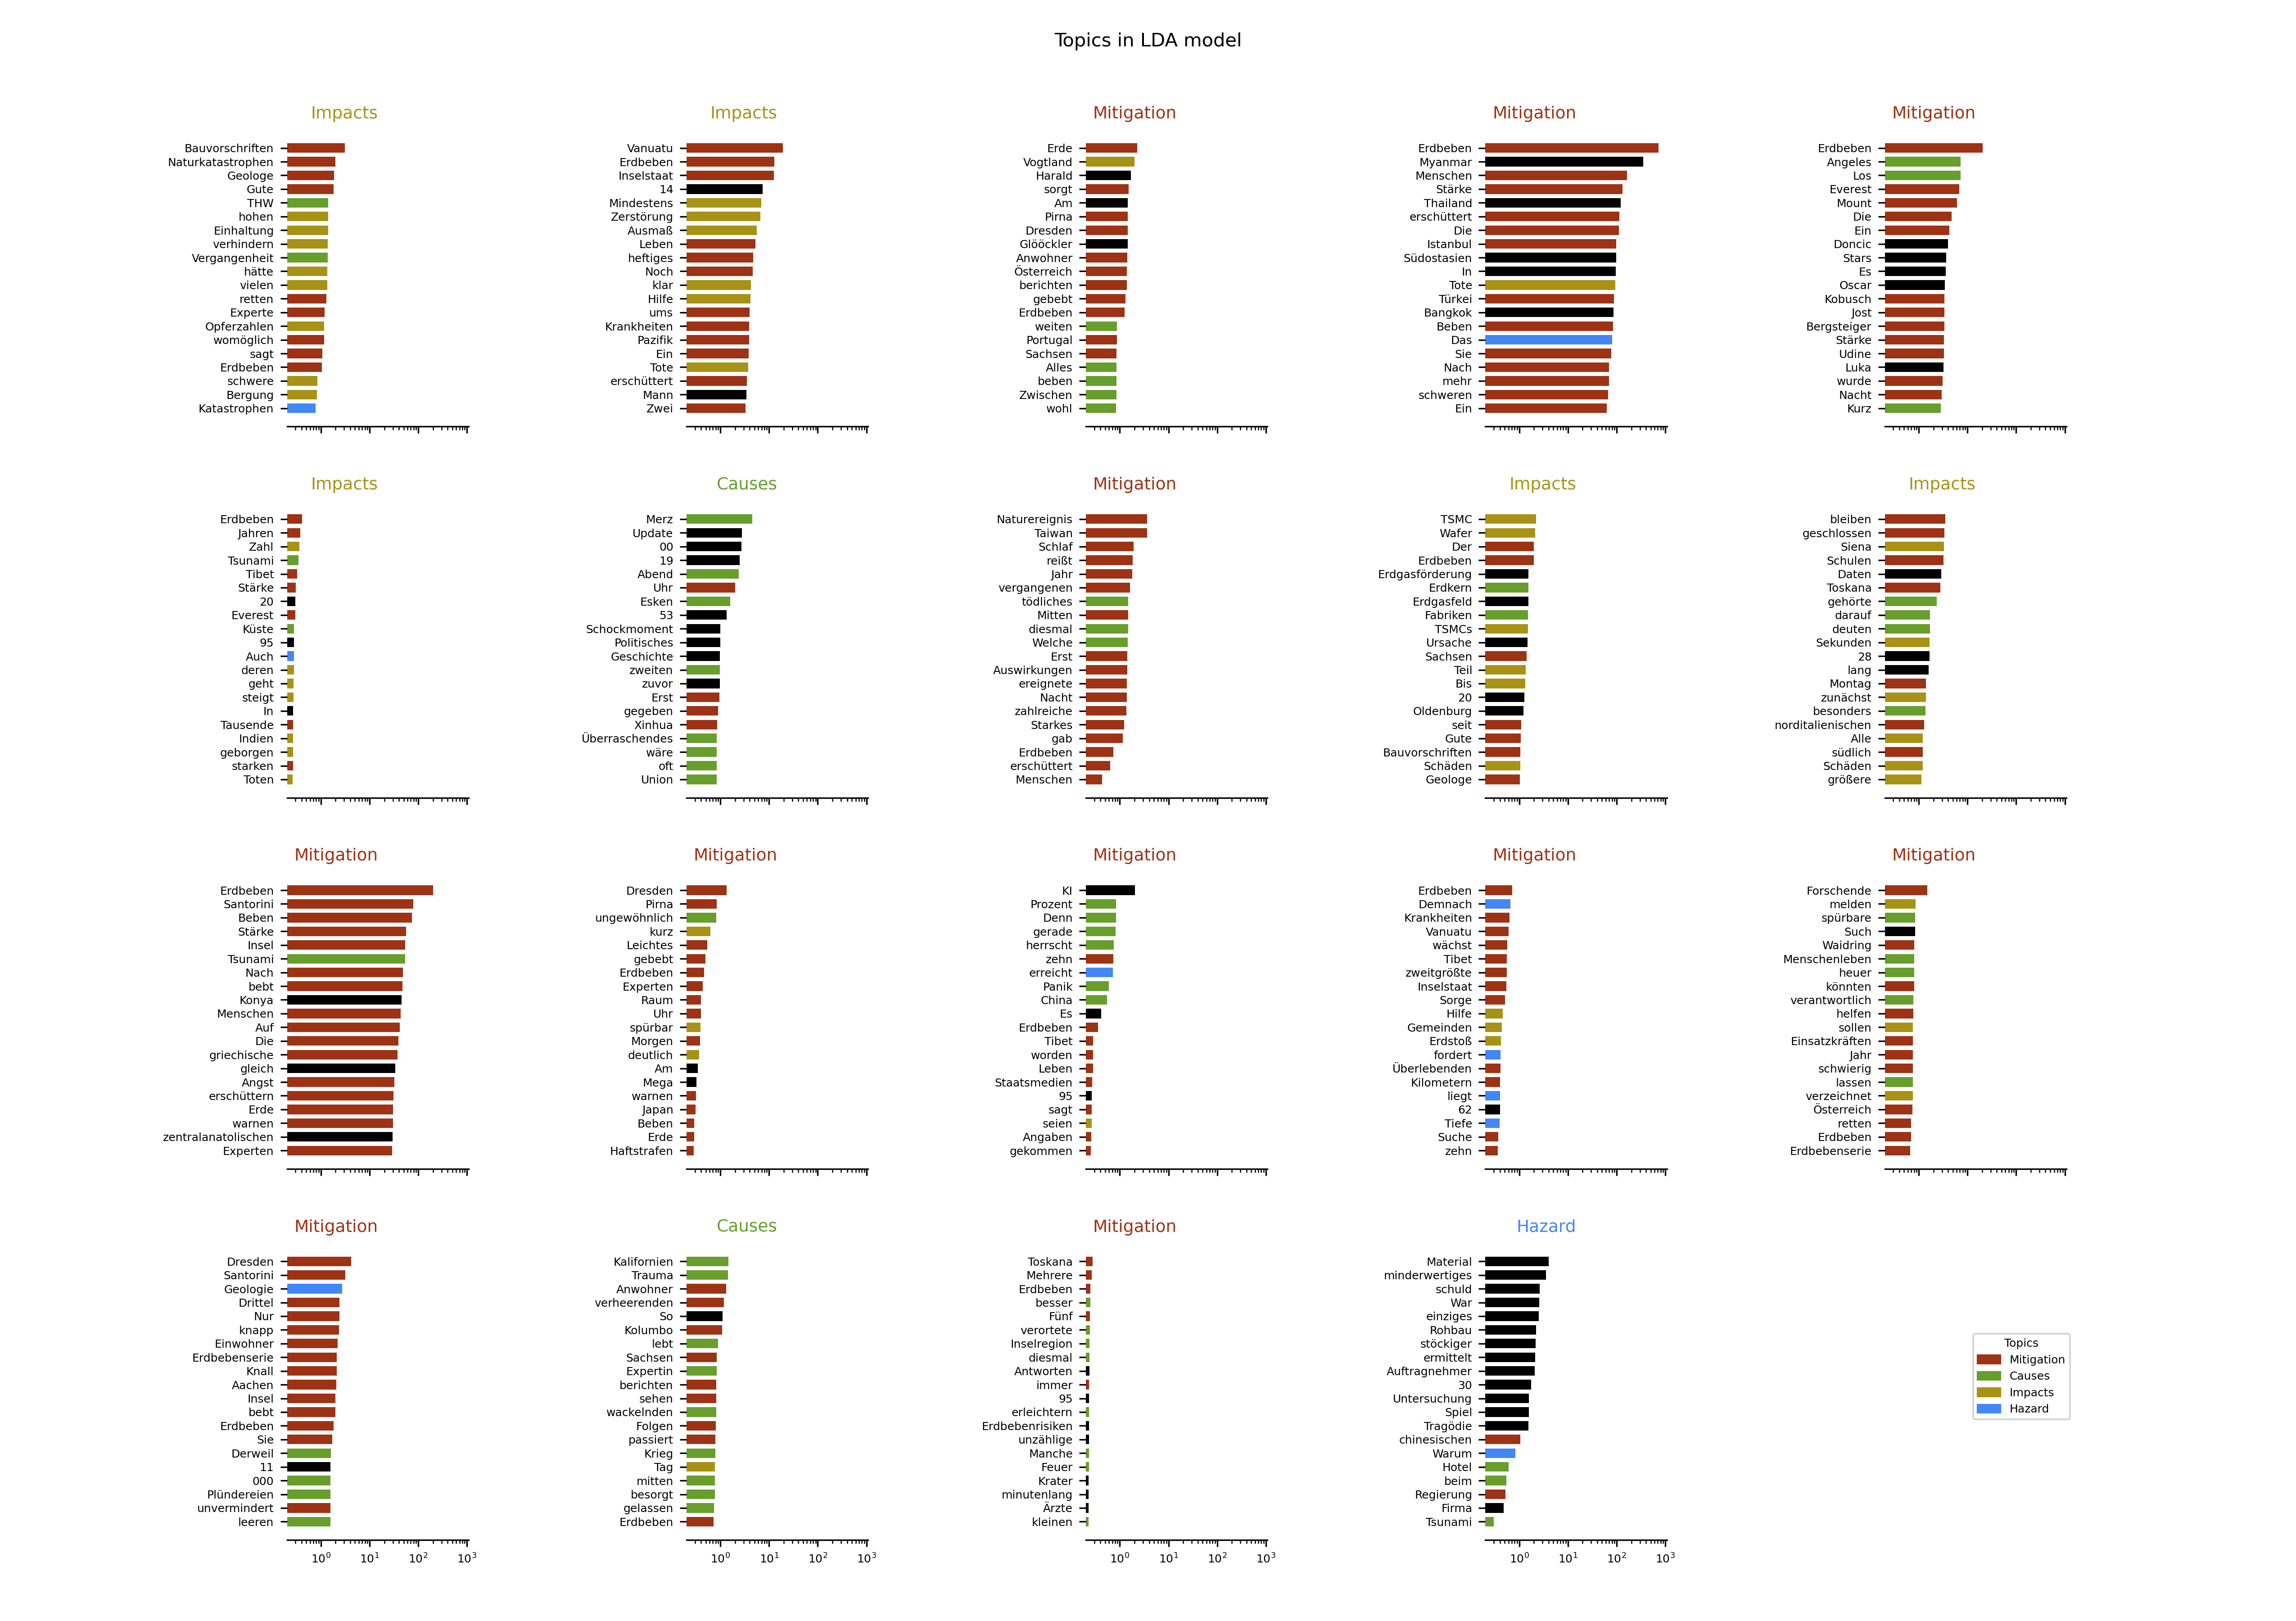 Topics in LDA model
Impacts
Bauvorschriften
Naturkatastrophen
Geologe
Gute
THW
hohen
Einhaltung
verhindern
Vergangenheit
hätte
vielen
retten
Experte
Opferzahlen
womöglich
sagt
Erdbeben
schwere
Bergung
Katastrophen
Impacts
Vanuatu
Erdbeben
Inselstaat
14
Mindestens
Zerstörung
Ausmaß
Leben
heftiges
Noch
klar
Hilfe
ums
Krankheiten
Pazifik
Ein
Tote
erschüttert
Mann
Zwei
Mitigation
Erde
Vogtland
Harald
sorgt
Am
Pirna
Dresden
Glööckler
Anwohner
Österreich
berichten
gebebt
Erdbeben
weiten
Portugal
Sachsen
Alles
beben
Zwischen
wohl
Mitigation
Erdbeben
Myanmar
Menschen
Stärke
Thailand
erschüttert
Die
Istanbul
Südostasien
In
Tote
Türkei
Bangkok
Beben
Das
Sie
Nach
mehr
schweren
Ein
Mitigation
Erdbeben
Angeles
Los
Everest
Mount
Die
Ein
Doncic
Stars
Es
Oscar
Kobusch
Jost
Bergsteiger
Stärke
Udine
Luka
wurde
Nacht
Kurz
Impacts
Erdbeben
Jahren
Zahl
Tsunami
Tibet
Stärke
20
Everest
Küste
95
Auch
deren
geht
steigt
In
Tausende
Indien
geborgen
starken
Toten
Causes
Merz
Update
00
19
Abend
Uhr
Esken
53
Schockmoment
Politisches
Geschichte
zweiten
zuvor
Erst
gegeben
Xinhua
Überraschendes
wäre
oft
Union
Mitigation
Naturereignis
Taiwan
Schlaf
reißt
Jahr
vergangenen
tödliches
Mitten
diesmal
Welche
Erst
Auswirkungen
ereignete
Nacht
zahlreiche
Starkes
gab
Erdbeben
erschüttert
Menschen
Impacts
TSMC
Wafer
Der
Erdbeben
Erdgasförderung
Erdkern
Erdgasfeld
Fabriken
TSMCs
Ursache
Sachsen
Teil
Bis
20
Oldenburg
seit
Gute
Bauvorschriften
Schäden
Geologe
Impacts
bleiben
geschlossen
Siena
Schulen
Daten
Toskana
gehörte
darauf
deuten
Sekunden
28
lang
Montag
zunächst
besonders
norditalienischen
Alle
südlich
Schäden
größere
Mitigation
Erdbeben
Santorini
Beben
Stärke
Insel
Tsunami
Nach
bebt
Konya
Menschen
Auf
Die
griechische
gleich
Angst
erschüttern
Erde
warnen
zentralanatolischen
Experten
Mitigation
Dresden
Pirna
ungewöhnlich
kurz
Leichtes
gebebt
Erdbeben
Experten
Raum
Uhr
spürbar
Morgen
deutlich
Am
Mega
warnen
Japan
Beben
Erde
Haftstrafen
Mitigation
KI
Prozent
Denn
gerade
herrscht
zehn
erreicht
Panik
China
Es
Erdbeben
Tibet
worden
Leben
Staatsmedien
95
sagt
seien
Angaben
gekommen
Mitigation
Erdbeben
Demnach
Krankheiten
Vanuatu
wächst
Tibet
zweitgrößte
Inselstaat
Sorge
Hilfe
Gemeinden
Erdstoß
fordert
Überlebenden
Kilometern
liegt
62
Tiefe
Suche
zehn
Mitigation
Forschende
melden
spürbare
Such
Waidring
Menschenleben
heuer
könnten
verantwortlich
helfen
sollen
Einsatzkräften
Jahr
schwierig
lassen
verzeichnet
Österreich
retten
Erdbeben
Erdbebenserie
Mitigation
Dresden
Santorini
Geologie
Drittel
Nur
knapp
Einwohner
Erdbebenserie
Knall
Aachen
Insel
bebt
Erdbeben
Sie
Derweil
11
000
Plündereien
unvermindert
leeren
10⁰ 10¹ 10² 10³
Causes
Kalifornien
Trauma
Anwohner
verheerenden
So
Kolumbo
lebt
Sachsen
Expertin
berichten
sehen
wackelnden
Folgen
passiert
Krieg
Tag
mitten
besorgt
gelassen
Erdbeben
10⁰ 10¹ 10² 10³
Mitigation
Toskana
Mehrere
Erdbeben
besser
Fünf
verortete
Inselregion
diesmal
Antworten
immer
95
erleichtern
Erdbebenrisiken
unzählige
Manche
Feuer
Krater
minutenlang
Ärzte
kleinen
10⁰ 10¹ 10² 10³
Hazard
Material
minderwertiges
schuld
War
einziges
Rohbau
stöckiger
ermittelt
Auftragnehmer
30
Untersuchung
Spiel
Tragödie
chinesischen
Warum
Hotel
beim
Regierung
Firma
Tsunami
10⁰ 10¹ 10² 10³
Topics
Mitigation
Causes
Impacts
Hazard